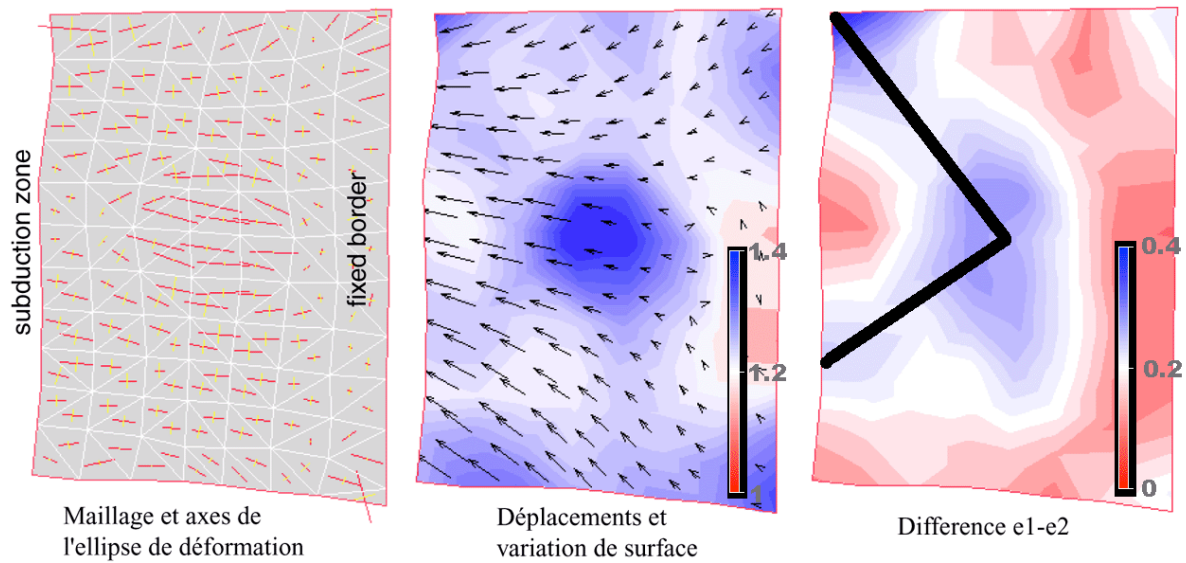 subduction zone
fixed border
Maillage et axes de
l'ellipse de déformation
1.4
1.2
1
Déplacements et
variation de surface
0.4
0.2
0
Difference e1-e2